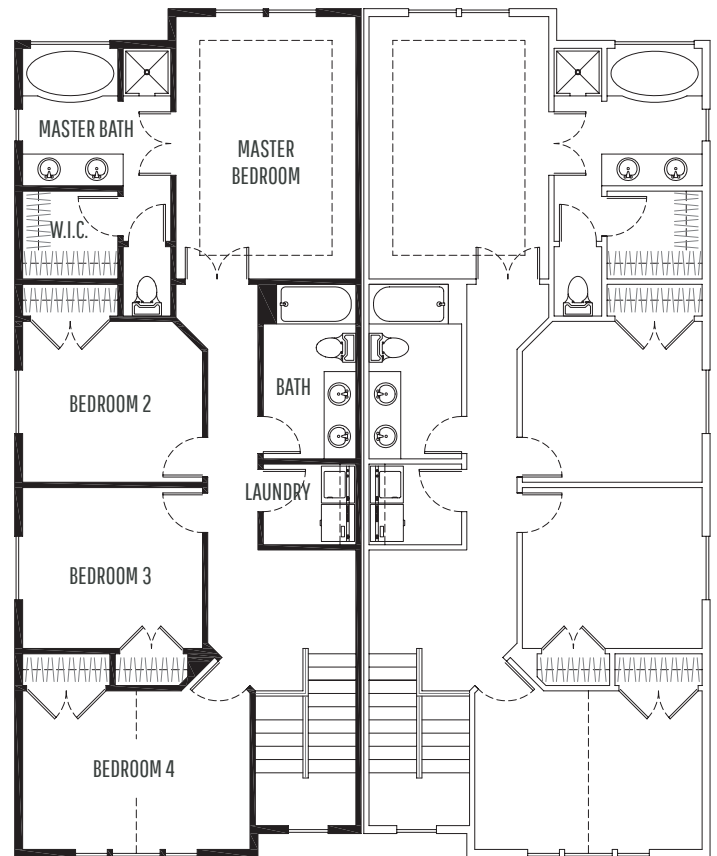 MASTER BATH
MASTER
BEDROOM
W.I.C.
BEDROOM 2
BATH
LAUNDRY
BEDROOM 3
BEDROOM 4